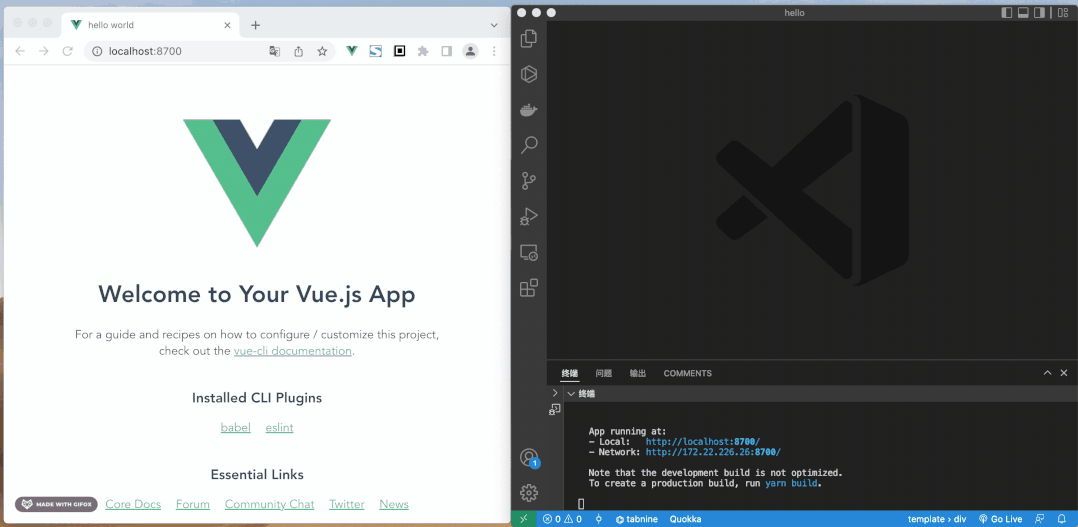 hello world
localhost:8700
Welcome to Your Vue.js App
For a guide and recipes on how to configure / customize this project,
check out the vue-cli documentation.
Installed CLI Plugins
babel eslint
Essential Links
MADE WITH GIFOX
Core Docs Forum Community Chat Twitter News
hello
终端 问题 输出 COMMENTS
终端
App running at:
- Local: http://localhost:8700/
- Network: http://172.22.226.26:8700/
Note that the development build is not optimized.
To create a production build, run yarn build.
1
0 0 tabnine Quokka template › div Go Live